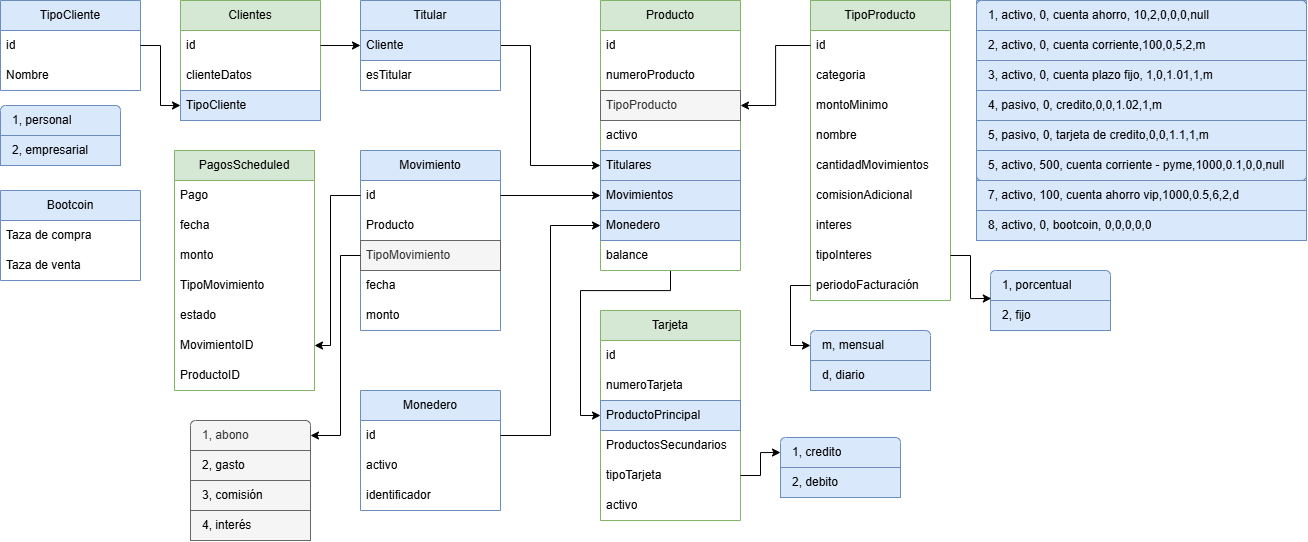 TipoCliente
id
Nombre
1, personal
2, empresarial
Bootcoin
Taza de compra
Taza de venta
Clientes
id
clienteDatos
TipoCliente
PagosScheduled
Pago
fecha
monto
TipoMovimiento
estado
MovimientoID
ProductoID
1, abono
2, gasto
3, comisión
4, interés
Titular
Cliente
esTitular
Movimiento
id
Producto
TipoMovimiento
fecha
monto
Monedero
id
activo
identificador
Producto
id
numeroProducto
TipoProducto
activo
Titulares
Movimientos
Monedero
balance
Tarjeta
id
numeroTarjeta
ProductoPrincipal
ProductosSecundarios
tipoTarjeta
activo
TipoProducto
id
categoria
montoMinimo
nombre
cantidadMovimientos
comisionAdicional
interes
tipoInteres
periodoFacturación
m, mensual
d, diario
1, credito
2, debito
1, activo, 0, cuenta ahorro, 10,2,0,0,0,null
2, activo, 0, cuenta corriente,100,0,5,2,m
3, activo, 0, cuenta plazo fijo, 1,0,1.01,1,m
4, pasivo, 0, credito,0,0,1.02,1,m
5, pasivo, 0, tarjeta de credito,0,0,1.1,1,m
5, activo, 500, cuenta corriente - pyme,1000,0.1,0,0,null
7, activo, 100, cuenta ahorro vip,1000,0.5,6,2,d
8, activo, 0, bootcoin, 0,0,0,0,0
1, porcentual
2, fijo